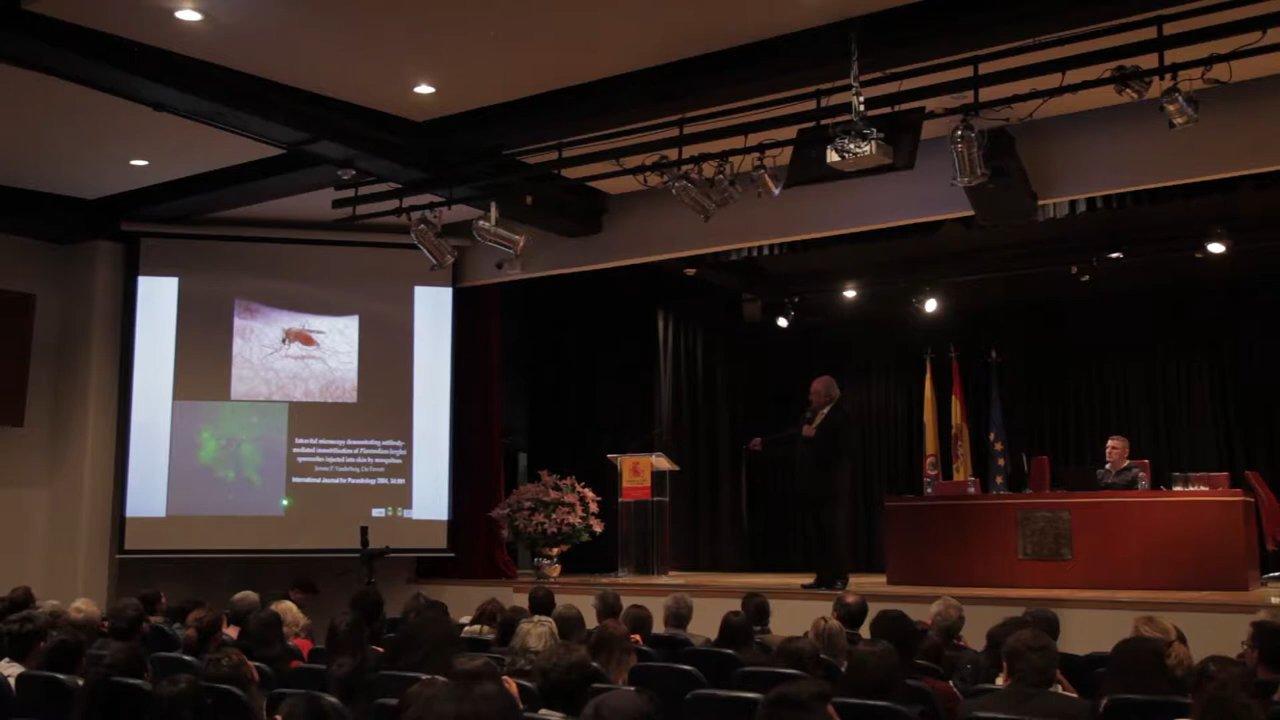 Intravital microscopy demonstrating antibody-
mediated immobilisation of Plasmodium berghei
sporozoites injected into skin by mosquitoes
Jerome P. Vanderberg, Ute Frevert
International Journal for Parasitology 2004, 34:991